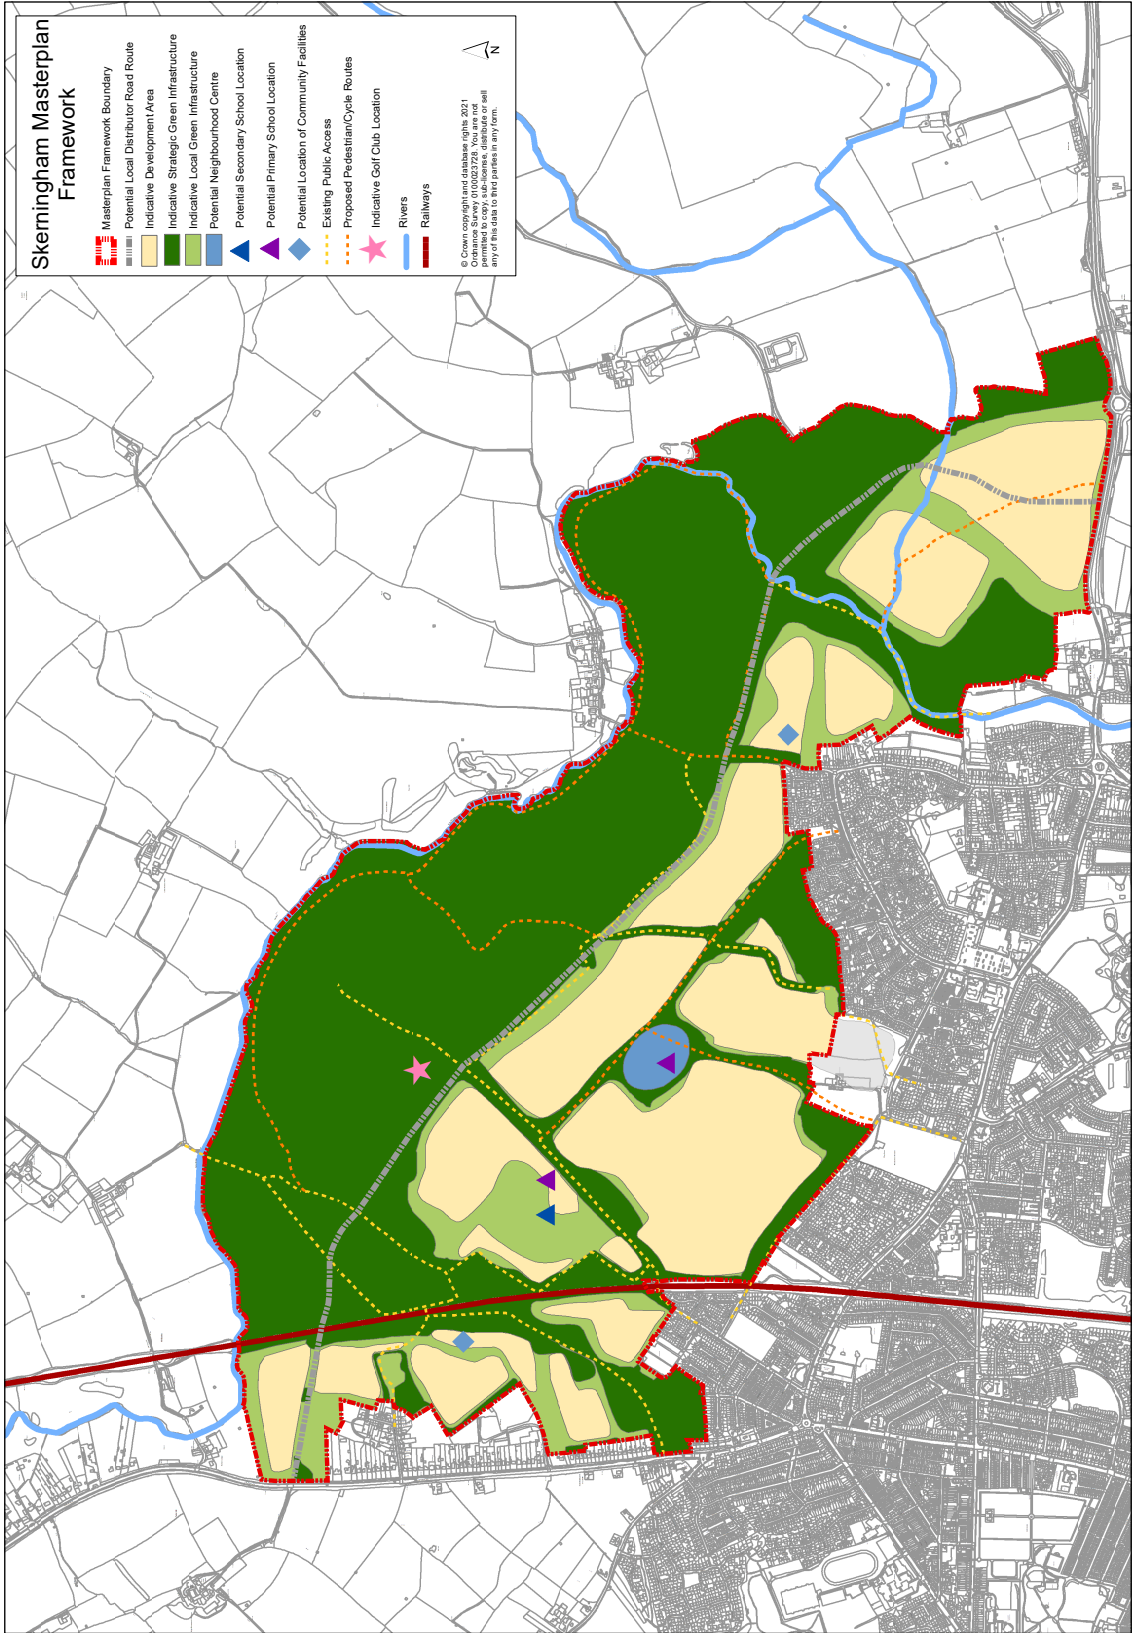 Skerningham Masterplan
Framework
Masterplan Framework Boundary
Potential Local Distributor Road Route
Indicative Development Area
Indicative Strategic Green Infrastructure
Indicative Local Green Infrastructure
Potential Neighbourhood Centre
Potential Secondary School Location
Potential Primary School Location
Potential Location of Community Facilities
Existing Public Access
Proposed Pedestrian/Cycle Routes
Indicative Golf Club Location
Rivers
Railways
N
© Crown copyright and database rights 2021
Ordnance Survey 0100023728. You are not
permitted to copy, sub-license, distribute or sell
any of this data to third parties in any form.